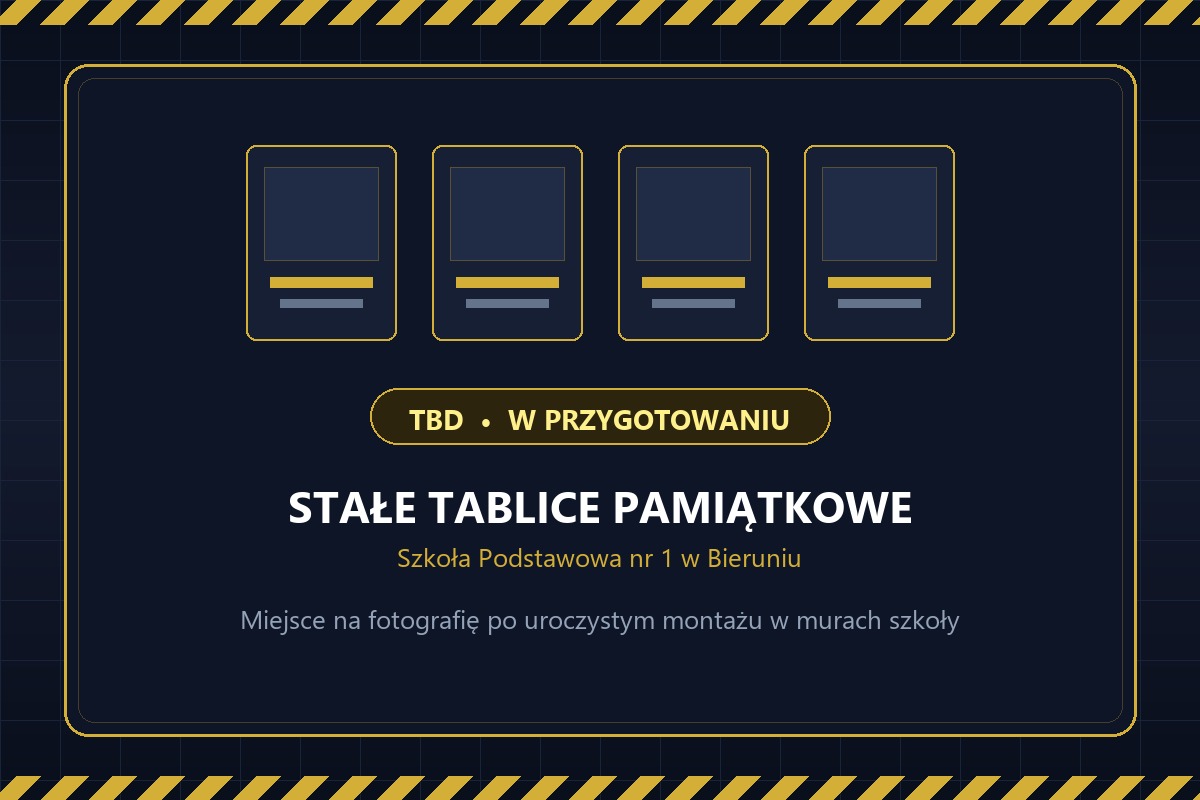 TBD • W PRZYGOTOWANIU
STAŁE TABLICE PAMIĄTKOWE
Szkoła Podstawowa nr 1 w Bieruniu
Miejsce na fotografię po uroczystym montażu w murach szkoły